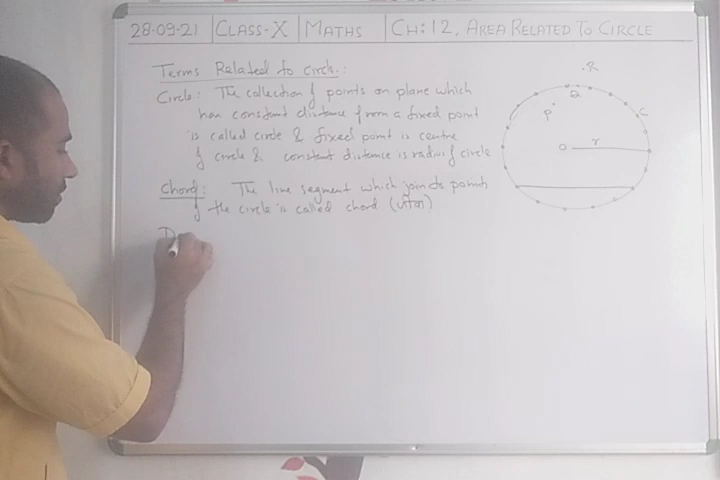 28-09-21 | CLASS-X | MATHS | CH: 12, AREA RELATED TO CIRCLE
Terms Related to circle:
Circle: The collection of points on plane which
has constant distance from a fixed point
is called circle & fixed point is centre
of circle & constant distance is radius of circle
Chord: The line segment which joints points
of the circle is called chord
D
R
Q
P
C
O
r